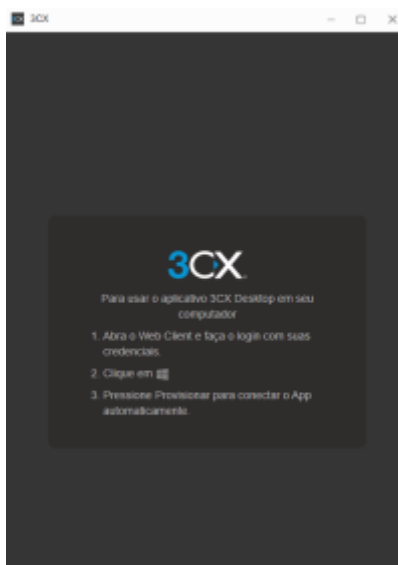 3CX
3CX
Para usar o aplicativo 3CX Desktop em seu
computador
1. Abra o Web Client e faça o login com suas
credenciais.
2. Clique em
3. Pressione Provisionar para conectar o App
automaticamente.